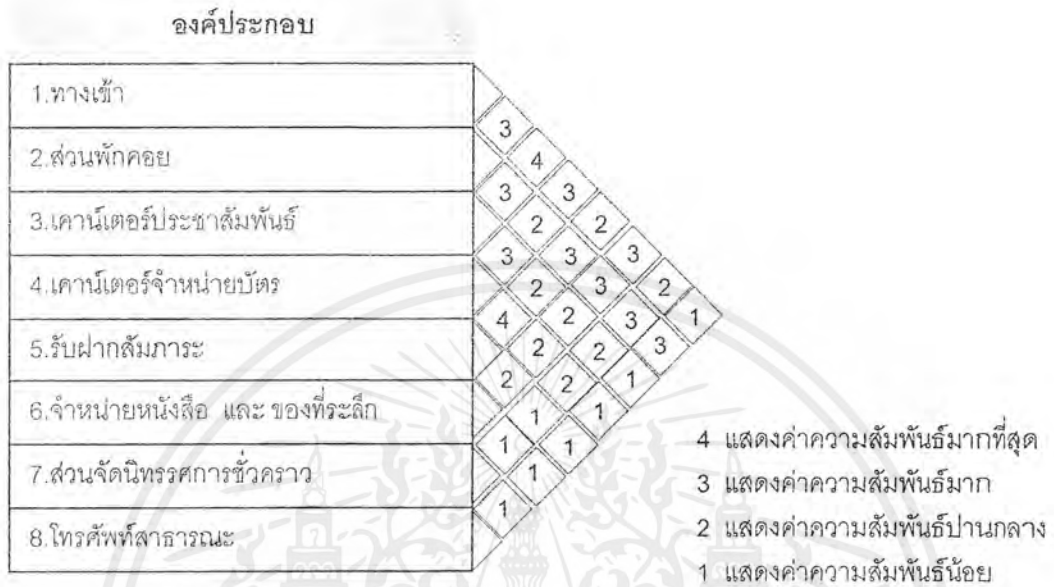 องค์ประกอบ
1.ทางเข้า
3
2.ส่วนพักคอย
4
3 3
3.เคาน์เตอร์ประชาสัมพันธ์
2 2
3 3 3
4.เคาน์เตอร์จำหน่ายบัตร
2 3 2
4 2 3 1
5.รับฝากสัมภาระ
2 2 3
2 2 1
6.จำหน่ายหนังสือ และ ของที่ระลึก
1 1
1 1
7.ส่วนจัดนิทรรศการชั่วคราว
1
1
8.โทรศัพท์สาธารณะ
4 แสดงค่าความสัมพันธ์มากที่สุด
3 แสดงค่าความสัมพันธ์มาก
2 แสดงค่าความสัมพันธ์ปานกลาง
1 แสดงค่าความสัมพันธ์น้อย